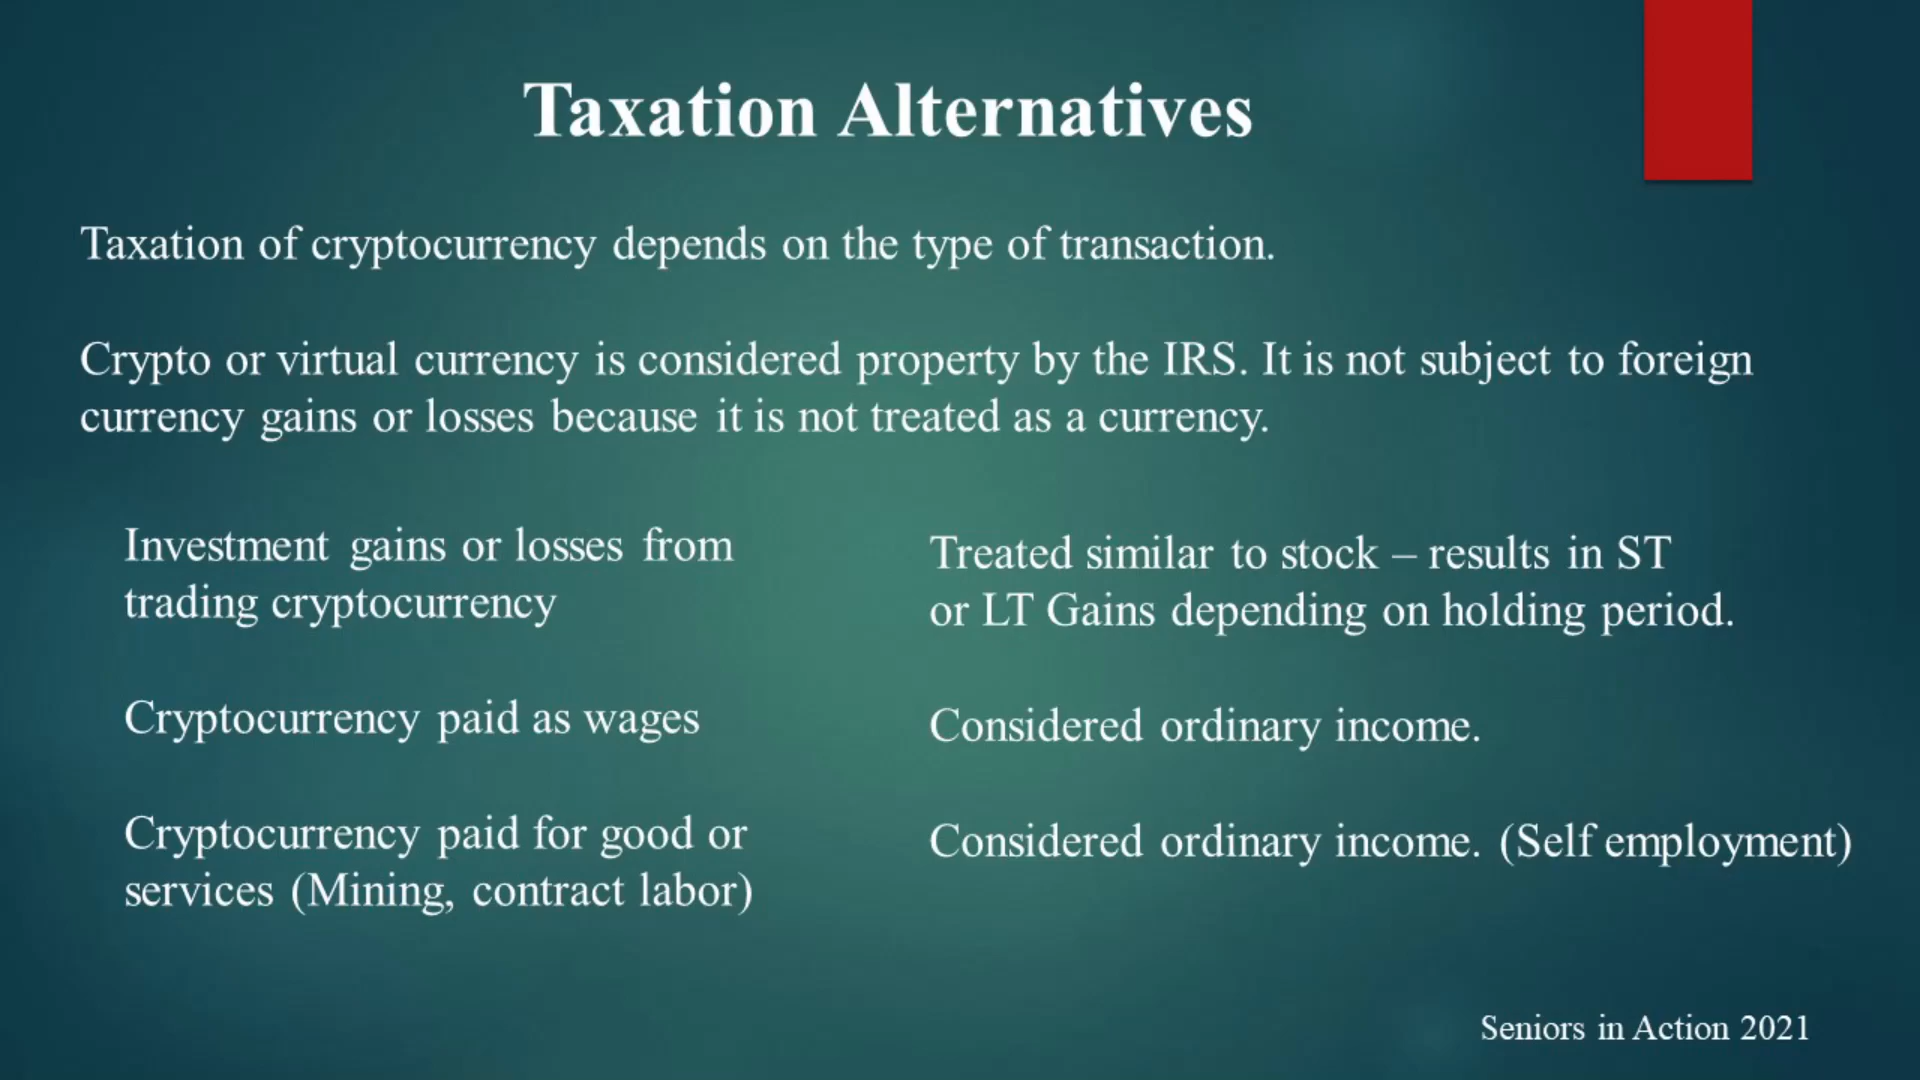 Taxation Alternatives
Taxation of cryptocurrency depends on the type of transaction.
Crypto or virtual currency is considered property by the IRS. It is not subject to foreign
currency gains or losses because it is not treated as a currency.
Investment gains or losses from
trading cryptocurrency
Treated similar to stock – results in ST
or LT Gains depending on holding period.
Cryptocurrency paid as wages
Considered ordinary income.
Cryptocurrency paid for good or
services (Mining, contract labor)
Considered ordinary income. (Self employment)
Seniors in Action 2021